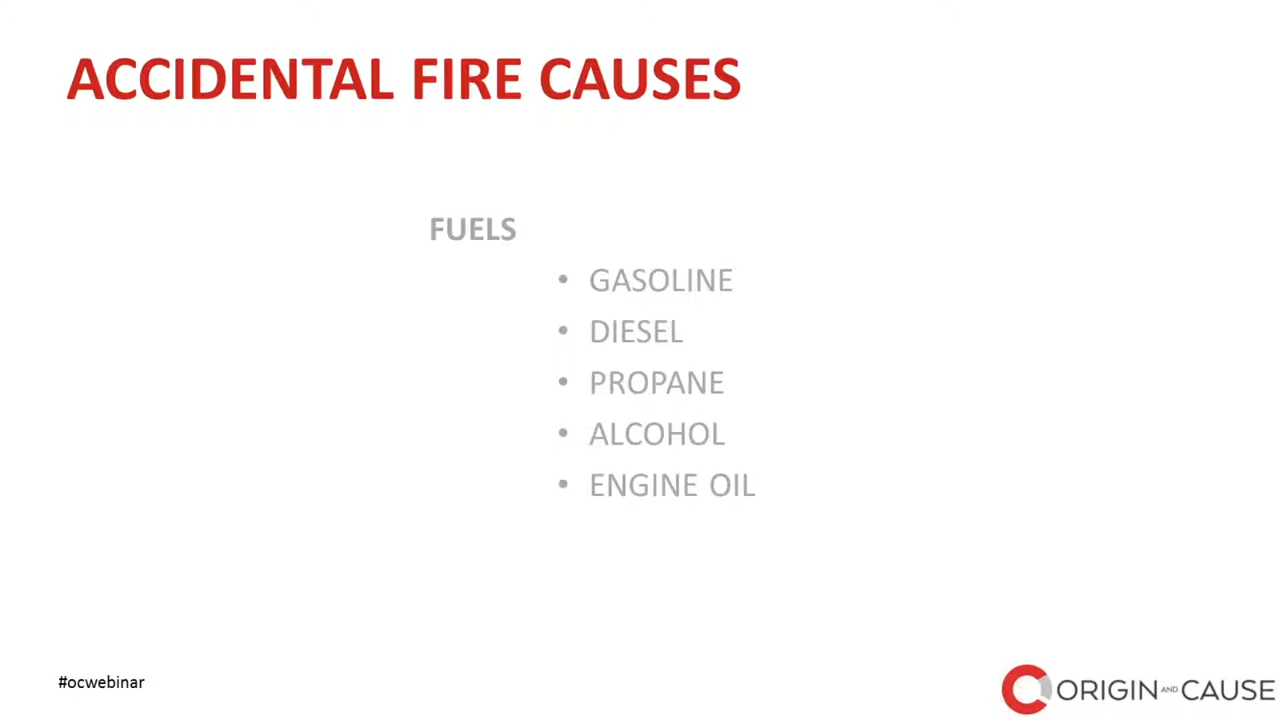 ACCIDENTAL FIRE CAUSES
FUELS
• GASOLINE
• DIESEL
• PROPANE
• ALCOHOL
• ENGINE OIL
#ocwebinar
ORIGIN AND CAUSE